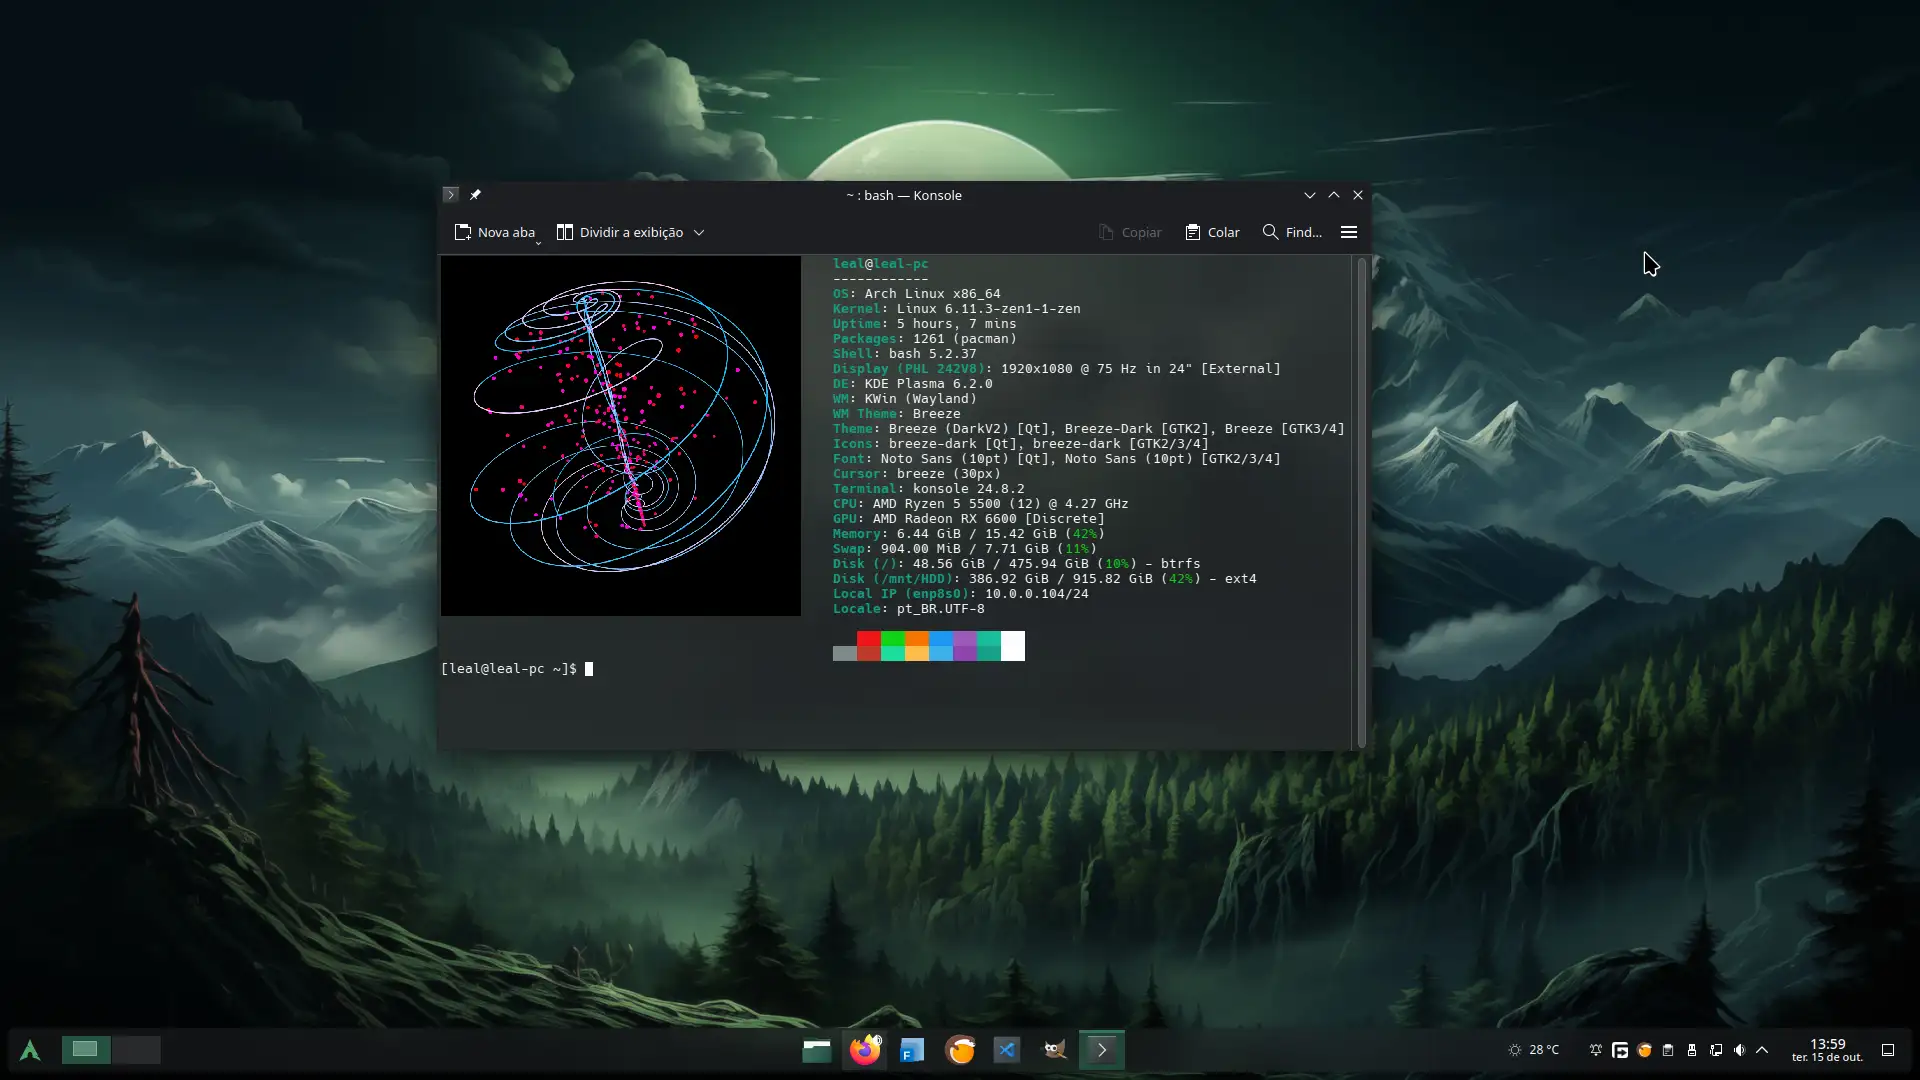 ~ : bash — Konsole
Nova aba
Dividir a exibição
Copiar
Colar
Find...
leal@leal-pc
------------
OS: Arch Linux x86_64
Kernel: Linux 6.11.3-zen1-1-zen
Uptime: 5 hours, 7 mins
Packages: 1261 (pacman)
Shell: bash 5.2.37
Display (PHL 242V8): 1920x1080 @ 75 Hz in 24" [External]
DE: KDE Plasma 6.2.0
WM: KWin (Wayland)
WM Theme: Breeze
Theme: Breeze (DarkV2) [Qt], Breeze-Dark [GTK2], Breeze [GTK3/4]
Icons: breeze-dark [Qt], breeze-dark [GTK2/3/4]
Font: Noto Sans (10pt) [Qt], Noto Sans (10pt) [GTK2/3/4]
Cursor: breeze (30px)
Terminal: konsole 24.8.2
CPU: AMD Ryzen 5 5500 (12) @ 4.27 GHz
GPU: AMD Radeon RX 6600 [Discrete]
Memory: 6.44 GiB / 15.42 GiB (42%)
Swap: 904.00 MiB / 7.71 GiB (11%)
Disk (/): 48.56 GiB / 475.94 GiB (10%) - btrfs
Disk (/mnt/HDD): 386.92 GiB / 915.82 GiB (42%) - ext4
Local IP (enp8s0): 10.0.0.104/24
Locale: pt_BR.UTF-8
[leal@leal-pc ~]$
28 °C
13:59
ter. 15 de out.